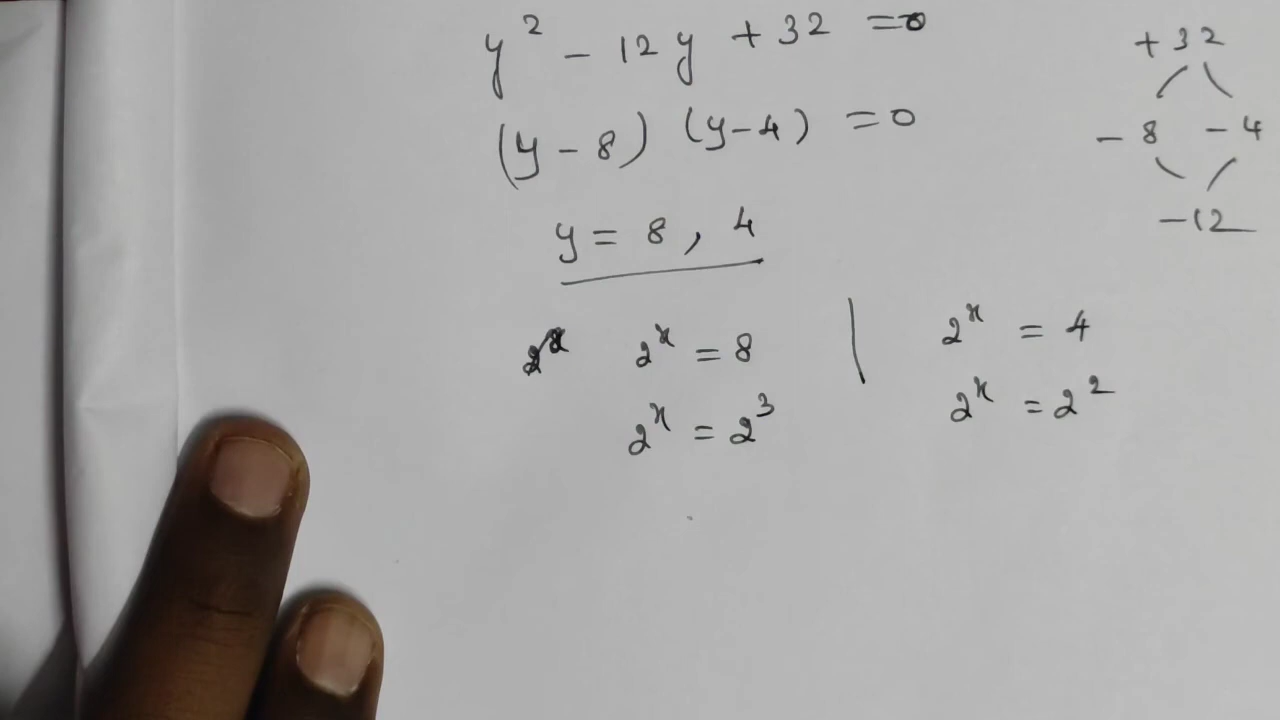 y² - 12y + 32 = 0
(y - 8) (y - 4) = 0
y = 8, 4
2ˣ = 8 | 2ˣ = 4
2ˣ = 2³ 2ˣ = 2²
+32
-8 -4
-12